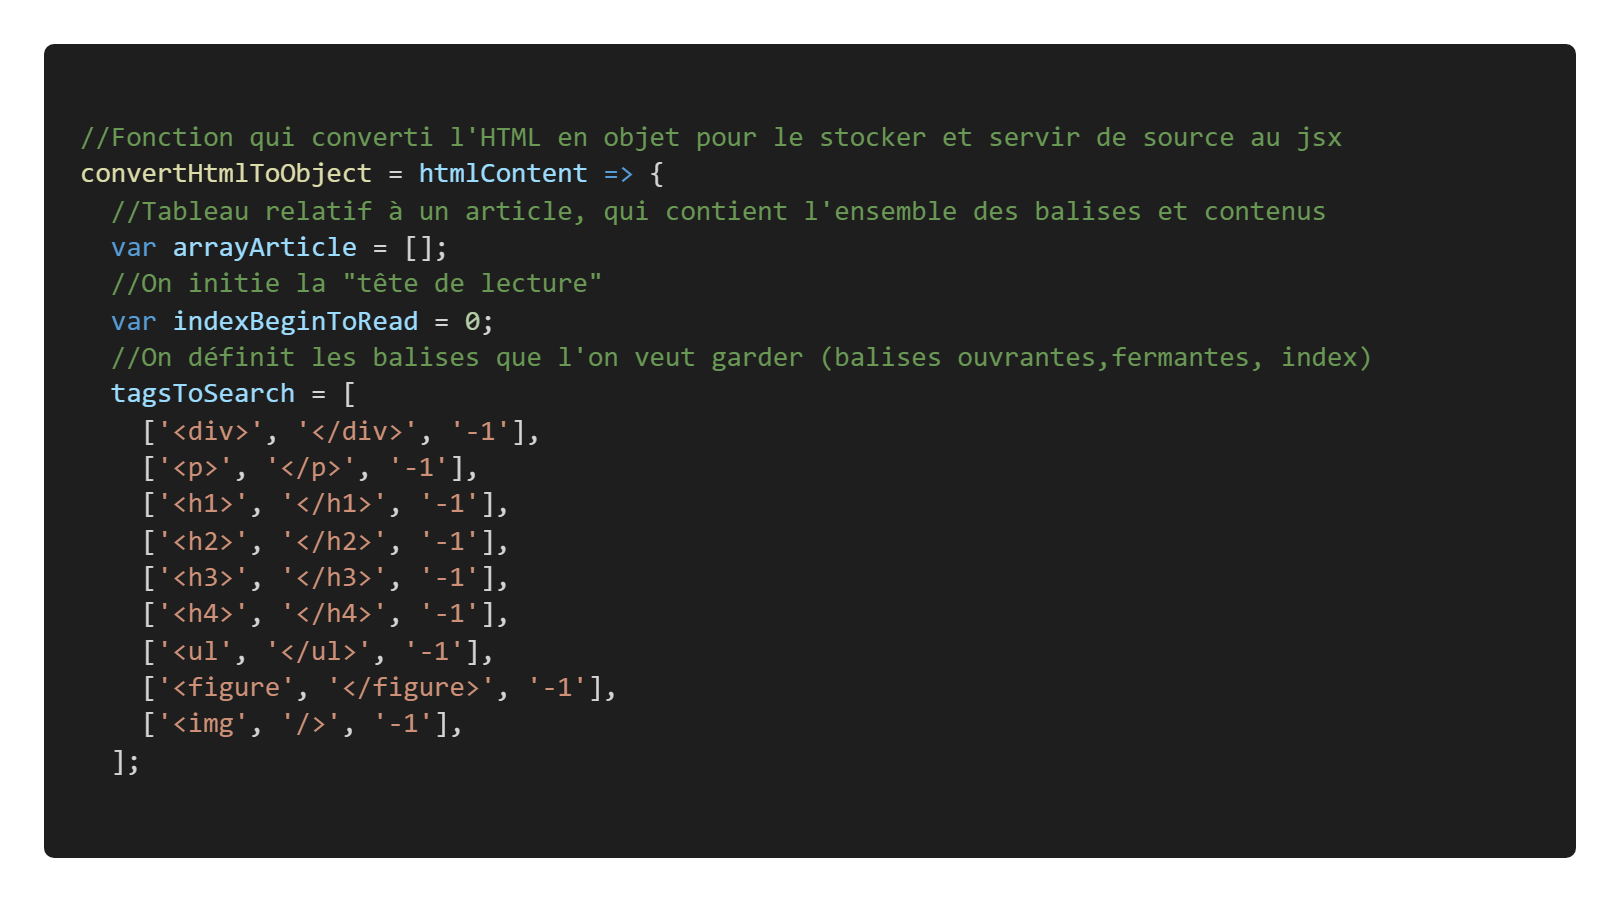 //Fonction qui converti l'HTML en objet pour le stocker et servir de source au jsx
convertHtmlToObject = htmlContent => {
  //Tableau relatif à un article, qui contient l'ensemble des balises et contenus
  var arrayArticle = [];
  //On initie la "tête de lecture"
  var indexBeginToRead = 0;
  //On définit les balises que l'on veut garder (balises ouvrantes,fermantes, index)
  tagsToSearch = [
    ['<div>', '</div>', '-1'],
    ['<p>', '</p>', '-1'],
    ['<h1>', '</h1>', '-1'],
    ['<h2>', '</h2>', '-1'],
    ['<h3>', '</h3>', '-1'],
    ['<h4>', '</h4>', '-1'],
    ['<ul', '</ul>', '-1'],
    ['<figure', '</figure>', '-1'],
    ['<img', '/>', '-1'],
  ];